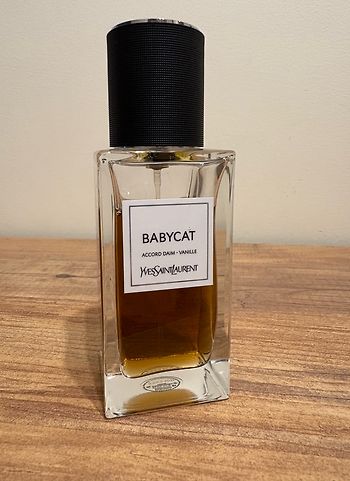 BABYCAT
ACCORD DAIM • VANILLE
YVESSAINTLAURENT